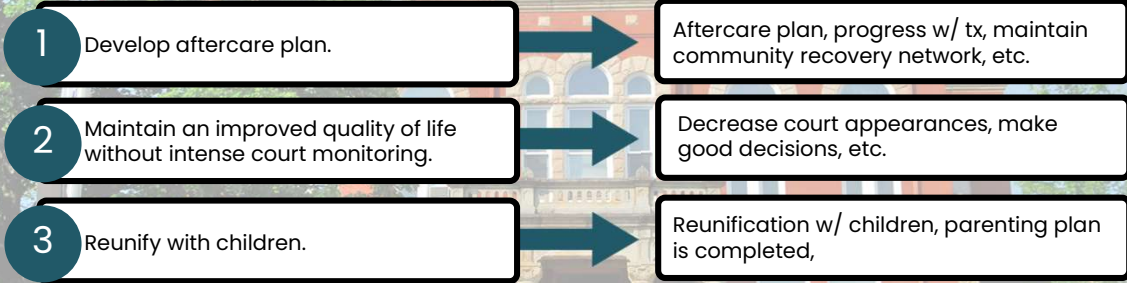 1
Develop aftercare plan.
Aftercare plan, progress w/ tx, maintain
community recovery network, etc.
2
Maintain an improved quality of life
without intense court monitoring.
Decrease court appearances, make
good decisions, etc.
3
Reunify with children.
Reunification w/ children, parenting plan
is completed,